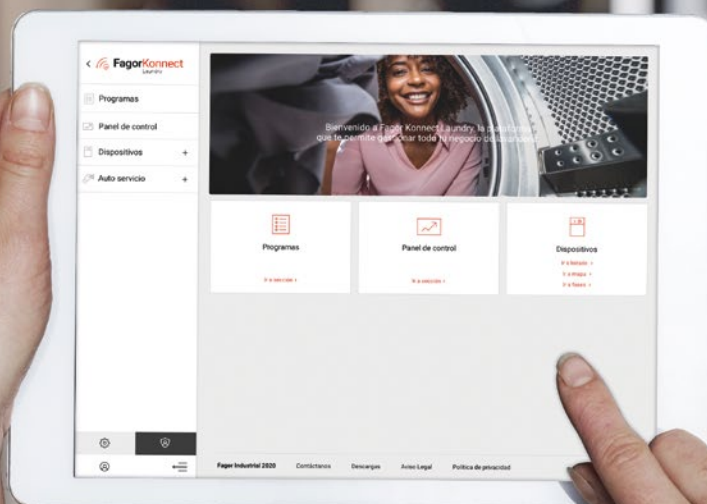 FagorKonnect
Laundry
Programas
Panel de control
Dispositivos +
Auto servicio +
Bienvenido a Fagor Konnect Laundry, la plataforma
que te permite gestionar todo tu negocio de lavandería
Programas
Ir a sección >
Panel de control
Ir a sección >
Dispositivos
Ir a listado >
Ir a mapa >
Ir a
Fagor Industrial 2020 Contáctanos Descargas Aviso Legal Política de privacidad